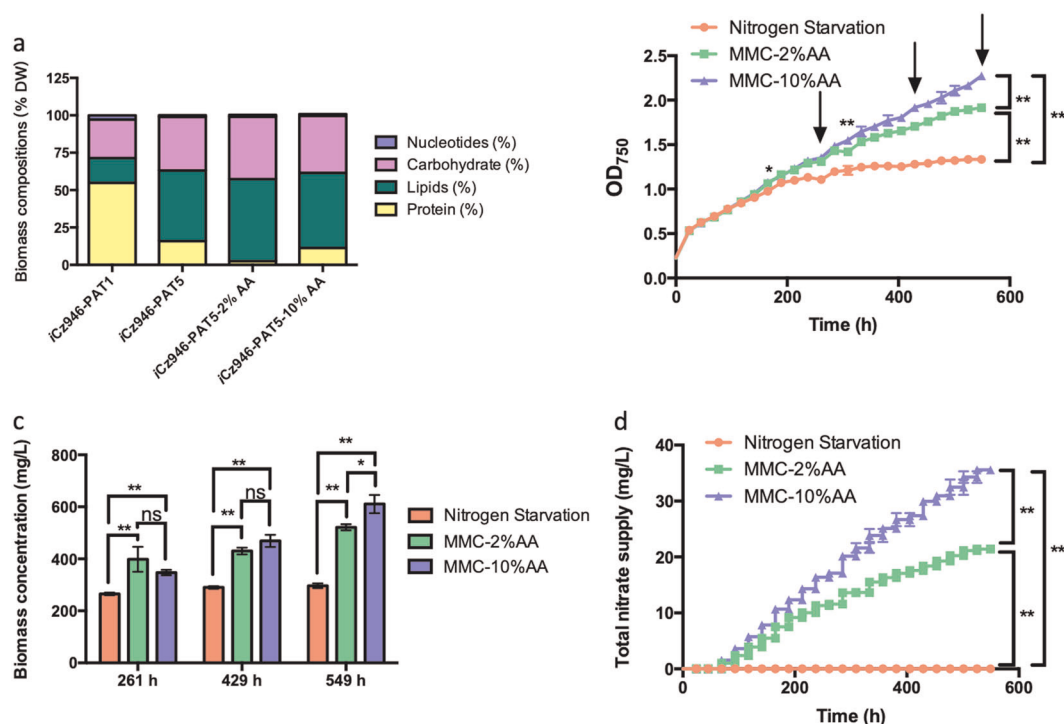 a
Biomass compositions (% DW)
125
100
75
50
25
0
iCz946-PAT1
iCz946-PAT5
iCz946-PAT5-2% AA
iCz946-PAT5-10% AA
Nucleotides (%)
Carbohydrate (%)
Lipids (%)
Protein (%)
Nitrogen Starvation
MMC-2%AA
MMC-10%AA
OD750
2.5
2.0
1.5
1.0
0.5
0.0
*
**
**
**
**
0
200
400
600
Time (h)
c
Biomass concentration (mg/L)
800
600
400
200
0
**
**
ns
**
**
ns
**
**
*
261 h
429 h
549 h
Nitrogen Starvation
MMC-2%AA
MMC-10%AA
d
Nitrogen Starvation
MMC-2%AA
MMC-10%AA
Total nitrate supply (mg/L)
40
30
20
10
0
**
**
**
0
200
400
600
Time (h)